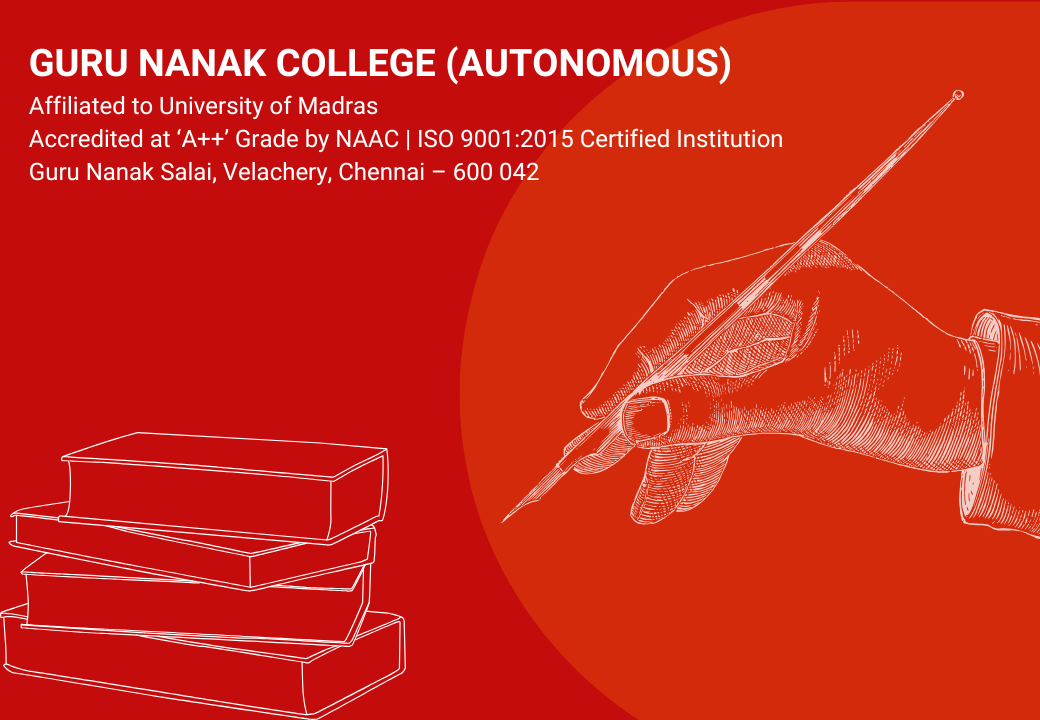 GURU NANAK COLLEGE (AUTONOMOUS)
Affiliated to University of Madras
Accredited at ‘A++’ Grade by NAAC | ISO 9001:2015 Certified Institution
Guru Nanak Salai, Velachery, Chennai – 600 042